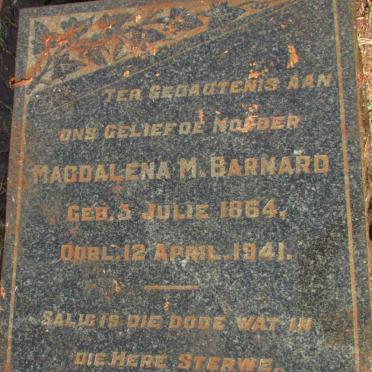 TER GEDAGTENIS AAN
ONS GELIEFDE MOEDER
MAGDALENA M. BARNARD
GEB. 3 JULIE 1864,
OORL. 12 APRIL. 1941.
SALIG IS DIE DODE WAT IN
DIE HERE STERWE.